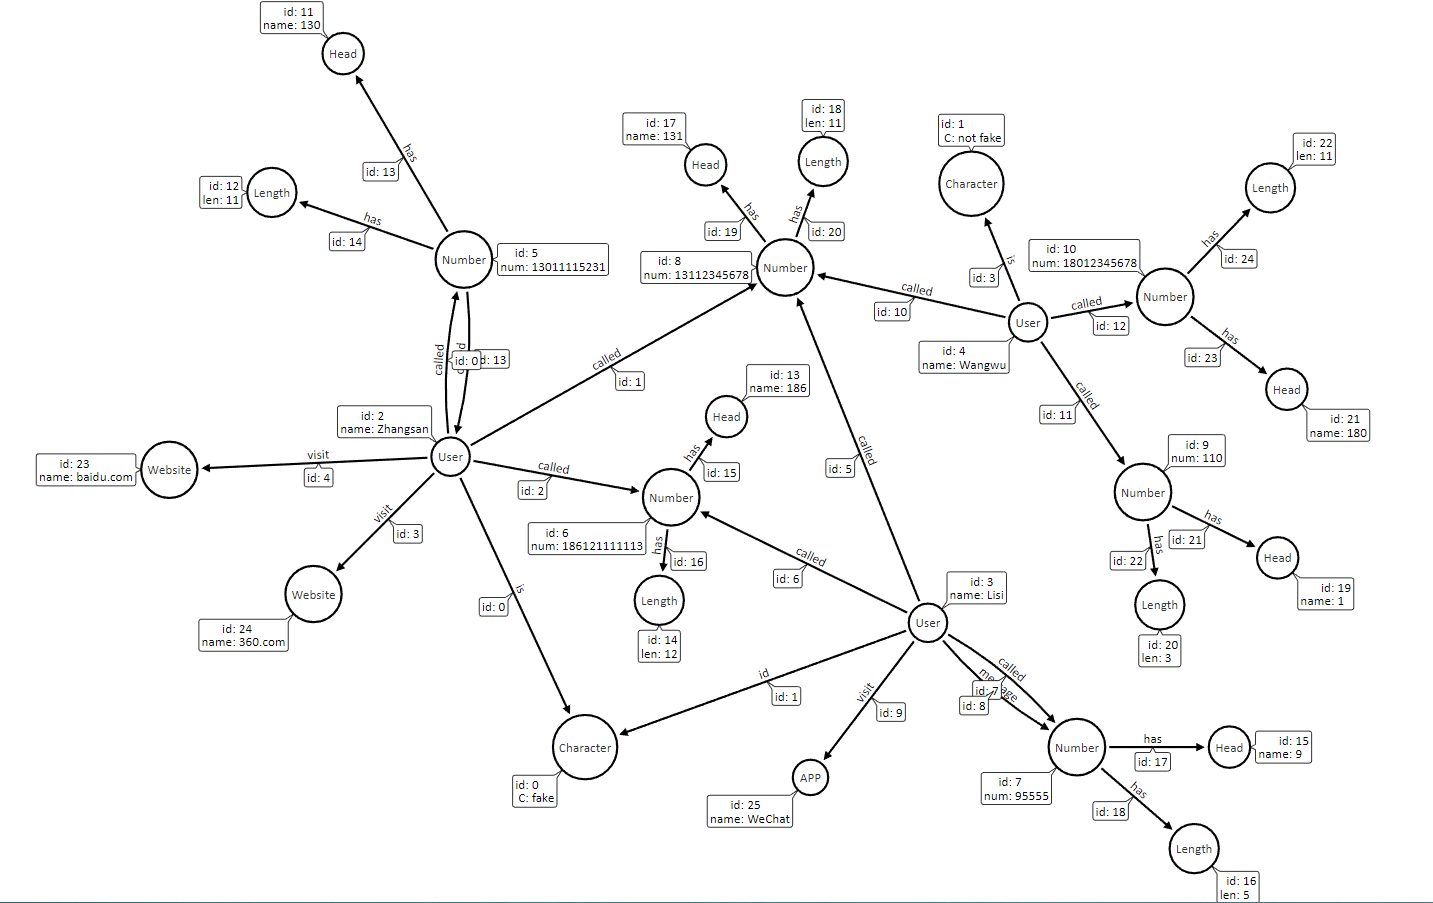 id: 11
name: 130
Head
has
id: 13
id: 12
len: 11
Length
has
id: 14
Number
id: 5
num: 13011115231
called
id: 0
id: 13
id: 17
name: 131
Head
has
id: 19
id: 18
len: 11
Length
has
id: 20
id: 8
num: 13112345678
Number
id: 1
C: not fake
Character
is
id: 3
called
id: 10
User
id: 4
name: Wangwu
id: 10
num: 18012345678
Number
called
id: 12
id: 22
len: 11
Length
has
id: 24
has
id: 23
Head
id: 21
name: 180
called
id: 11
id: 9
num: 110
Number
has
id: 21
Head
id: 19
name: 1
has
id: 22
Length
id: 20
len: 3
called
id: 1
id: 2
name: Zhangsan
User
visit
id: 4
id: 23
name: baidu.com
Website
visit
id: 3
Website
id: 24
name: 360.com
called
id: 2
id: 13
name: 186
Head
has
id: 15
Number
id: 6
num: 186121111113
has
id: 16
Length
id: 14
len: 12
called
id: 5
called
id: 6
id: 3
name: Lisi
User
is
id: 0
id
id: 1
Character
id: 0
C: fake
visit
id: 9
APP
id: 25
name: WeChat
called
id: 7
id: 8
Number
id: 7
num: 95555
has
id: 17
Head
id: 15
name: 9
has
id: 18
Length
id: 16
len: 5